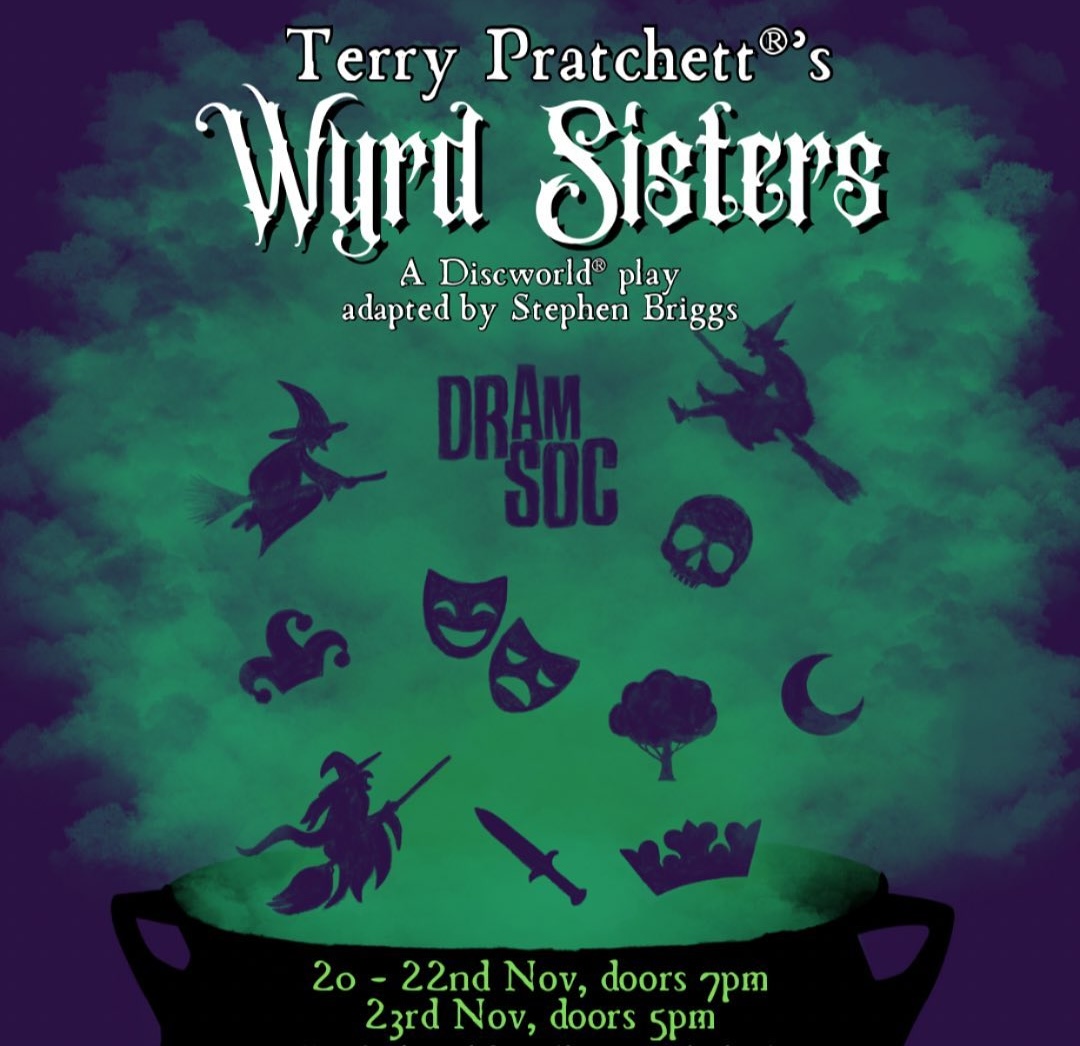 Terry Pratchett®'s
Wyrd Sisters
A Discworld® play
adapted by Stephen Briggs
DRAM
SOC
20 - 22nd Nov, doors 7pm
23rd Nov, doors 5pm